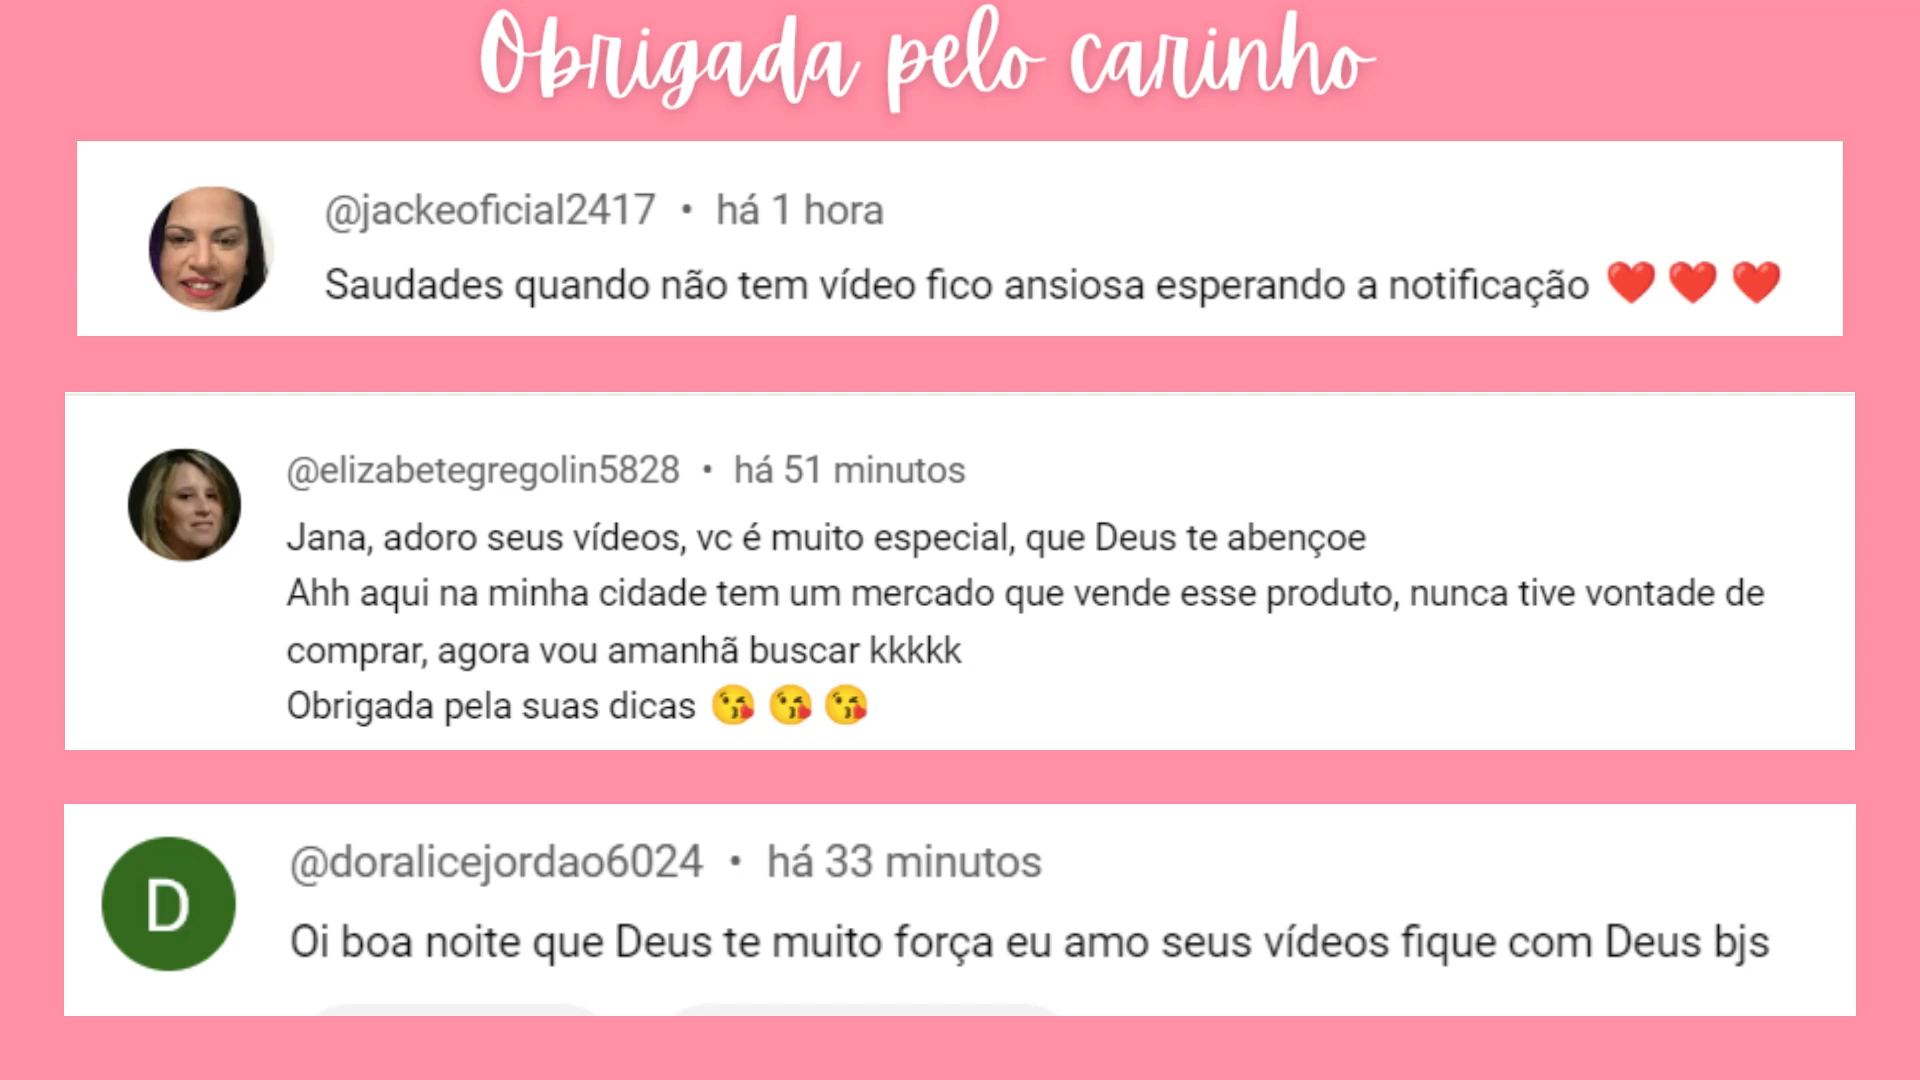 Obrigada pelo carinho
@jackeoficial2417 • há 1 hora
Saudades quando não tem vídeo fico ansiosa esperando a notificação ❤️ ❤️ ❤️
@elizabetegregolin5828 • há 51 minutos
Jana, adoro seus vídeos, vc é muito especial, que Deus te abençoe
Ahh aqui na minha cidade tem um mercado que vende esse produto, nunca tive vontade de
comprar, agora vou amanhã buscar kkkkk
Obrigada pela suas dicas 😘 😘 😘
D
@doralicejordao6024 • há 33 minutos
Oi boa noite que Deus te muito força eu amo seus vídeos fique com Deus bjs